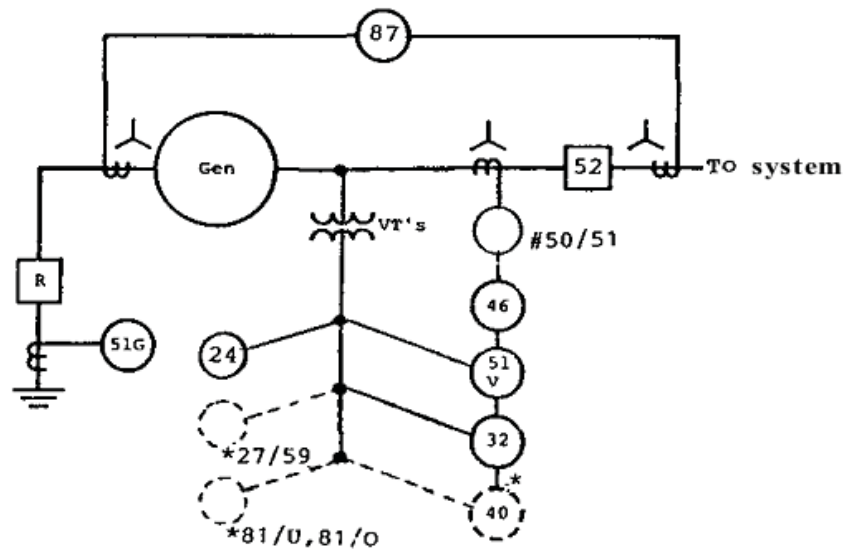 87
Gen
52
TO system
VT's
#50/51
R
46
51G
24
51
V
*27/59
32
*
40
*81/U,81/O